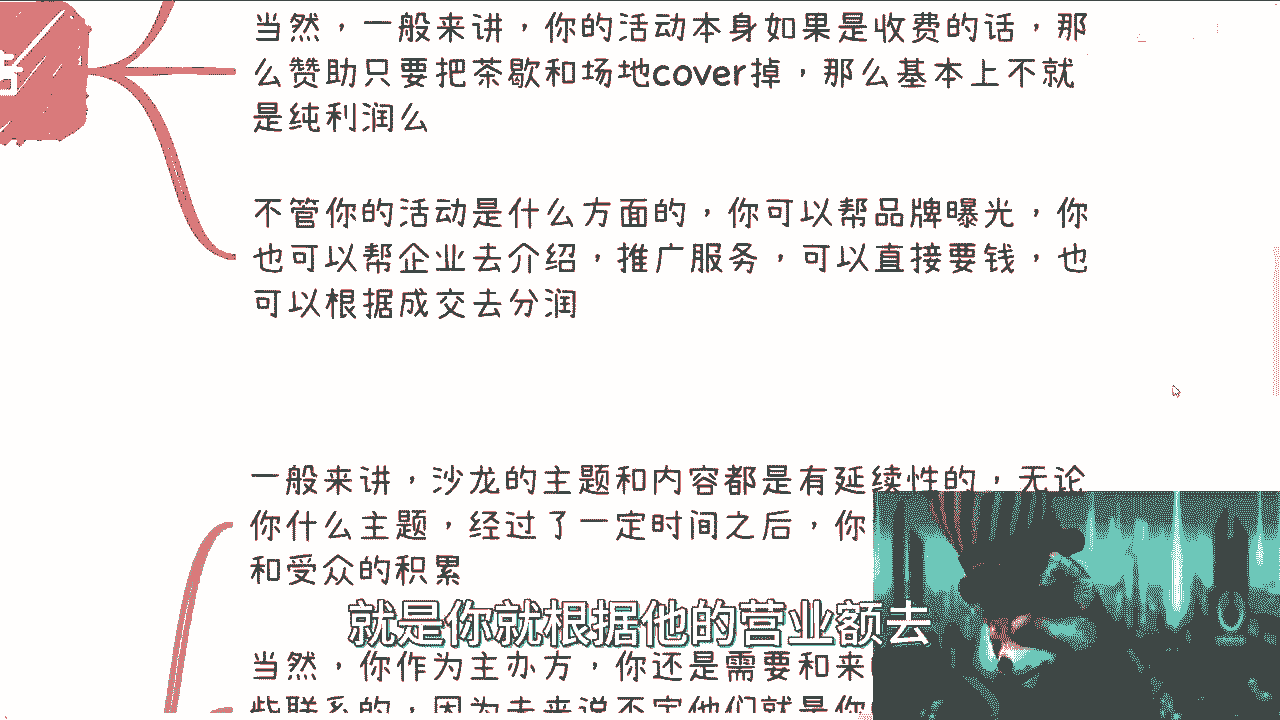 当然，一般来讲，你的活动本身如果是收费的话，那
么赞助只要把茶歇和场地cover掉，那么基本上不就
是纯利润么
不管你的活动是什么方面的，你可以帮品牌曝光，你
也可以帮企业去介绍，推广服务，可以直接要钱，也
可以根据成交去分润
一般来讲，沙龙的主题和内容都是有延续性的，无论
你什么主题，经过了一定时间之后，你
和受众的积累
就是你就根据他的营业额去
当然，你作为主办方，你还是需要和来
些联系的，因为未来说不定他们就是你